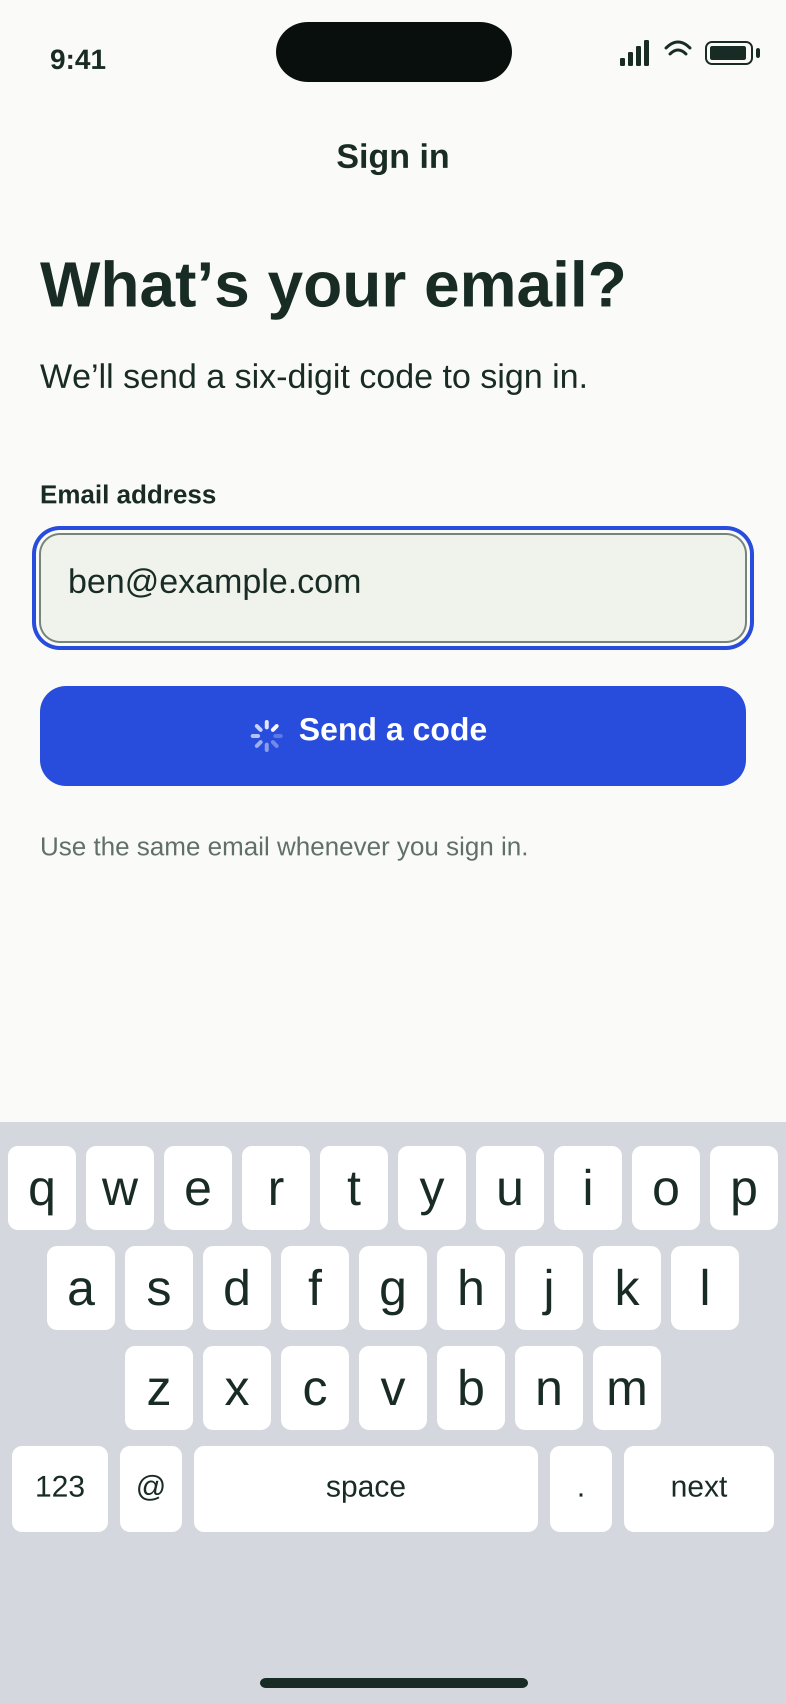 9:41
Sign in
What’s your email?
We’ll send a six-digit code to sign in.
Email address
ben@example.com
Send a code
Use the same email whenever you sign in.
q w e r t y u i o p
a s d f g h j k l
z x c v b n m
123 @ space . next